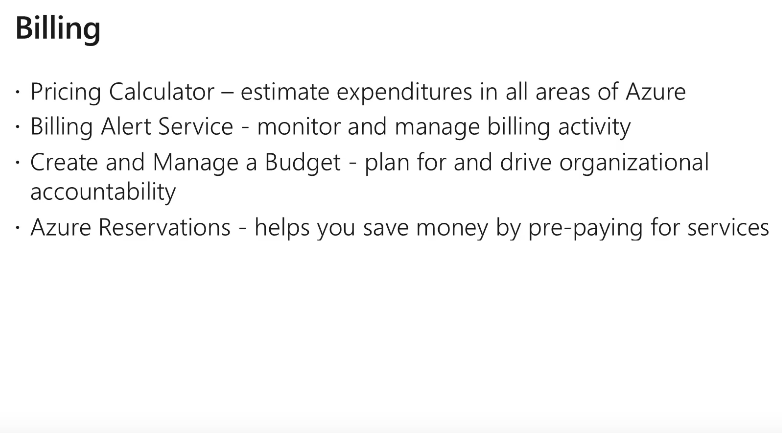 Billing
· Pricing Calculator – estimate expenditures in all areas of Azure
· Billing Alert Service - monitor and manage billing activity
· Create and Manage a Budget - plan for and drive organizational
accountability
· Azure Reservations - helps you save money by pre-paying for services